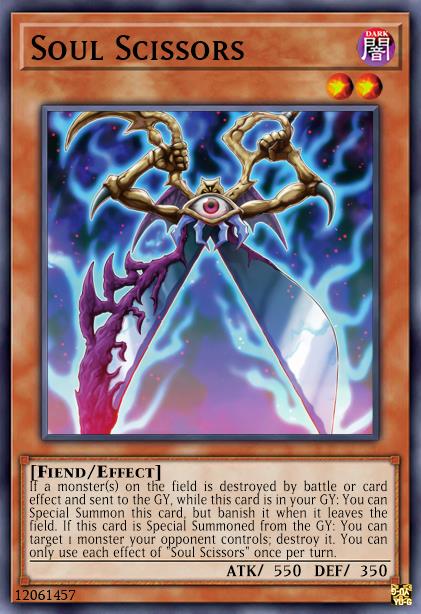 SOUL SCISSORS
DARK
闇
[FIEND/EFFECT]
If a monster(s) on the field is destroyed by battle or card
effect and sent to the GY, while this card is in your GY: You can
Special Summon this card, but banish it when it leaves the
field. If this card is Special Summoned from the GY: You can
target 1 monster your opponent controls; destroy it. You can
only use each effect of "Soul Scissors" once per turn.
ATK/ 550 DEF/ 350
12061457